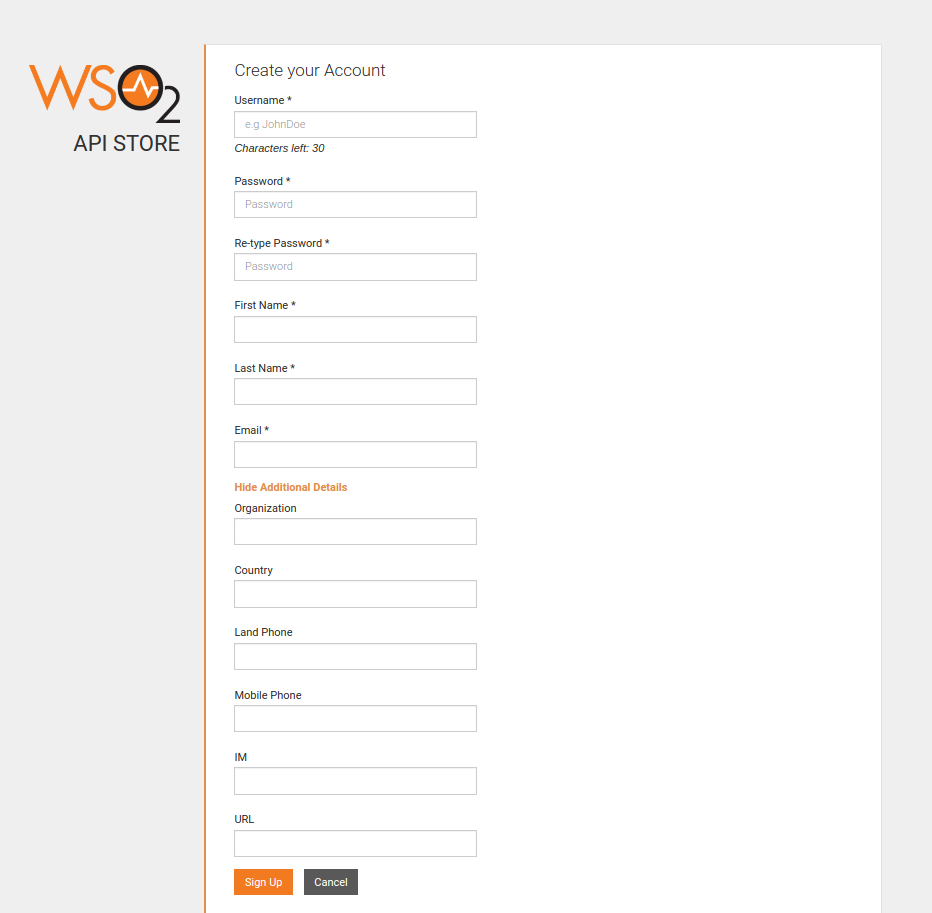 WSO2
API STORE
Create your Account
Username *
e.g JohnDoe
Characters left: 30
Password *
Password
Re-type Password *
Password
First Name *
Last Name *
Email *
Hide Additional Details
Organization
Country
Land Phone
Mobile Phone
IM
URL
Sign Up Cancel